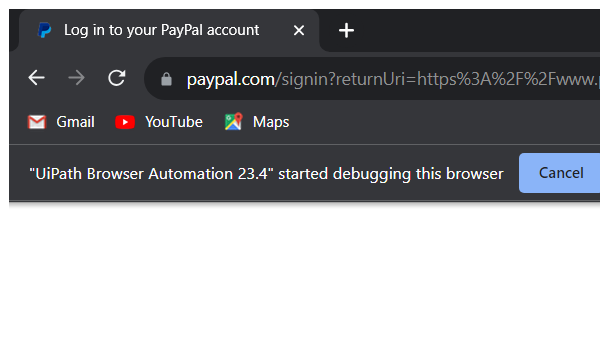 Log in to your PayPal account
paypal.com/signin?returnUri=https%3A%2F%2Fwww.
Gmail YouTube Maps
"UiPath Browser Automation 23.4" started debugging this browser Cancel